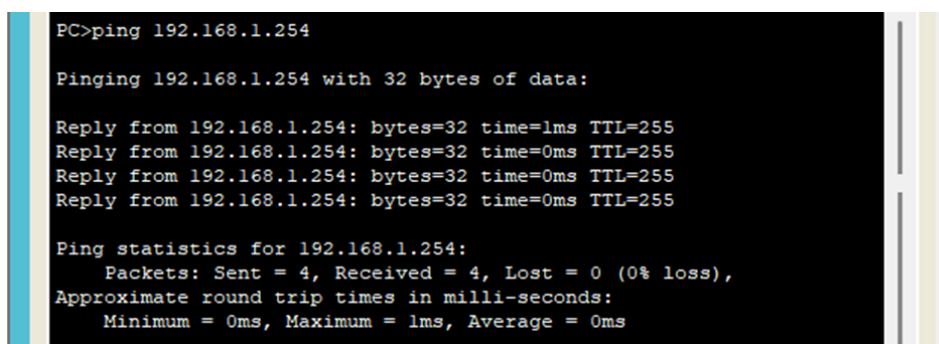 PC>ping 192.168.1.254
Pinging 192.168.1.254 with 32 bytes of data:
Reply from 192.168.1.254: bytes=32 time=1ms TTL=255
Reply from 192.168.1.254: bytes=32 time=0ms TTL=255
Reply from 192.168.1.254: bytes=32 time=0ms TTL=255
Reply from 192.168.1.254: bytes=32 time=0ms TTL=255
Ping statistics for 192.168.1.254:
Packets: Sent = 4, Received = 4, Lost = 0 (0% loss),
Approximate round trip times in milli-seconds:
Minimum = 0ms, Maximum = 1ms, Average = 0ms